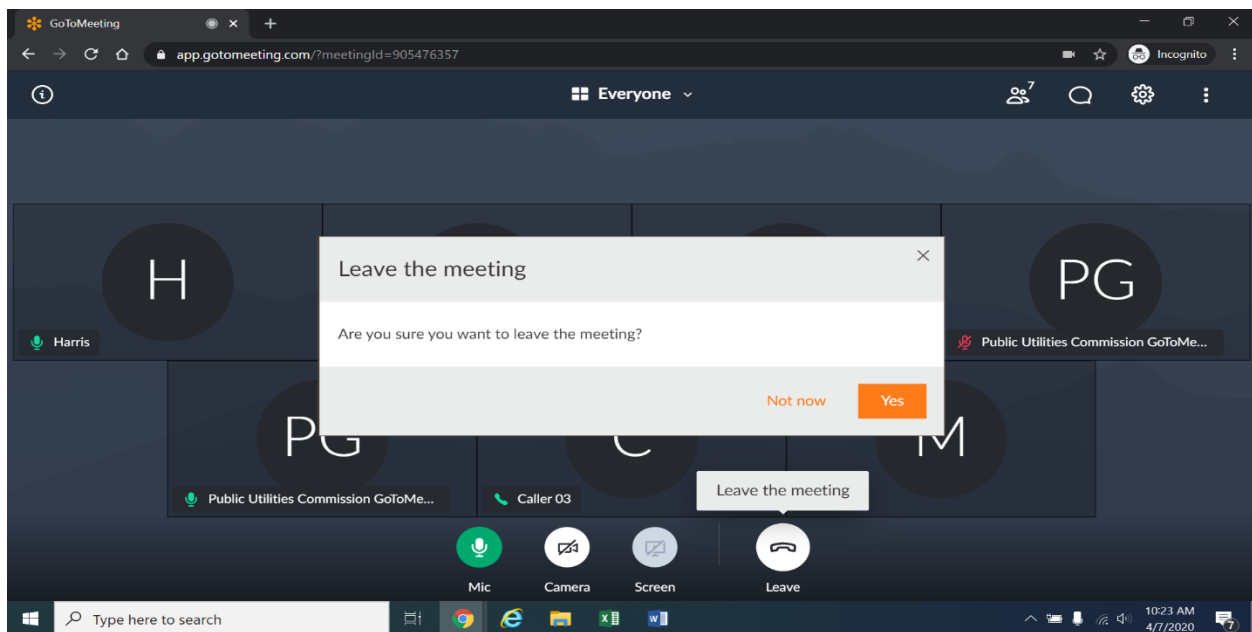 GoToMeeting
app.gotomeeting.com/?meetingId=905476357
Incognito
Everyone
7
H
PG
Harris
Public Utilities Commission GoToMe...
Leave the meeting
Are you sure you want to leave the meeting?
Not now
Yes
PG
C
M
Public Utilities Commission GoToMe...
Caller 03
Leave the meeting
Mic
Camera
Screen
Leave
Type here to search
10:23 AM
4/7/2020
7